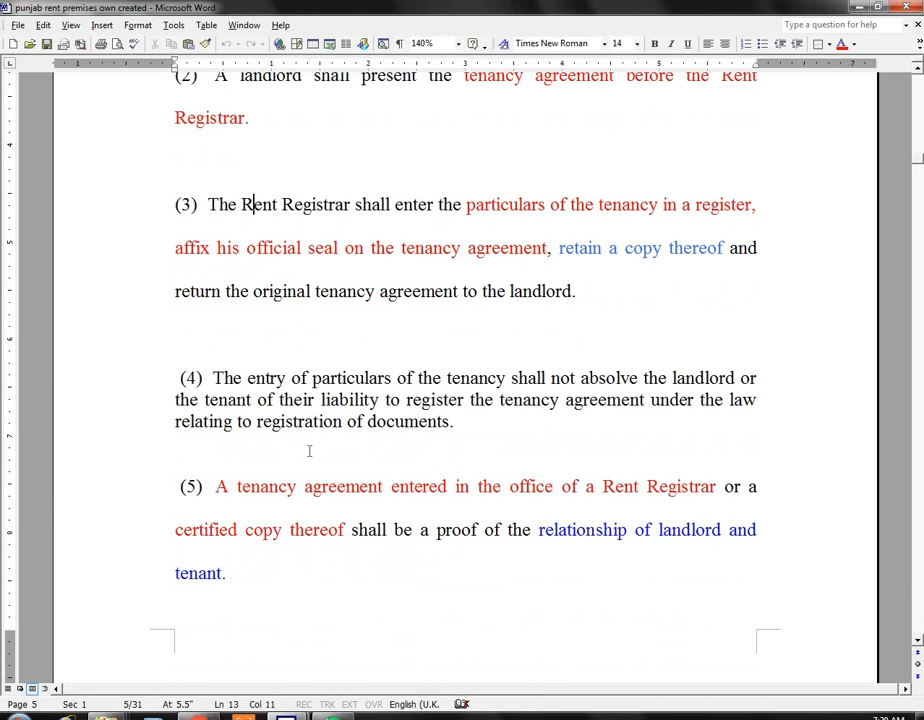 punjab rent premises own created - Microsoft Word
File Edit View Insert Format Tools Table Window Help
Type a question for help
140% Times New Roman 14 B I U
(2) A landlord shall present the tenancy agreement before the Rent
Registrar.
(3) The Rent Registrar shall enter the particulars of the tenancy in a register,
affix his official seal on the tenancy agreement, retain a copy thereof and
return the original tenancy agreement to the landlord.
(4) The entry of particulars of the tenancy shall not absolve the landlord or
the tenant of their liability to register the tenancy agreement under the law
relating to registration of documents.
(5) A tenancy agreement entered in the office of a Rent Registrar or a
certified copy thereof shall be a proof of the relationship of landlord and
tenant.
Page 5 Sec 1 5/31 At 5.5" Ln 13 Col 11 REC TRK EXT OVR English (U.K.